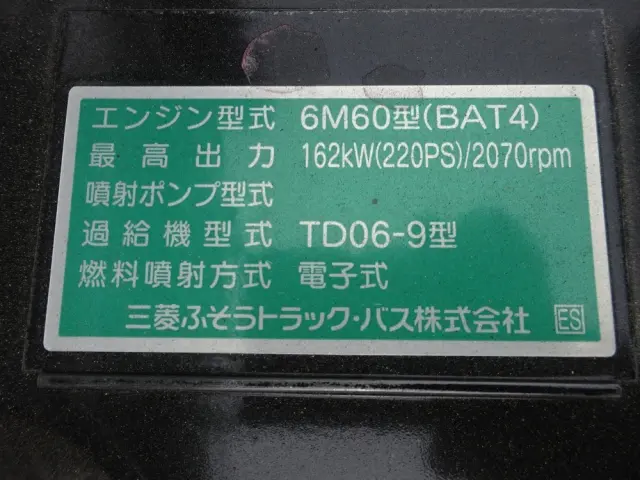 エンジン型式 6M60型(BAT4)
最高出力 162kW(220PS)/2070rpm
噴射ポンプ型式
過給機型式 TD06-9型
燃料噴射方式 電子式
三菱ふそうトラック・バス株式会社 ES